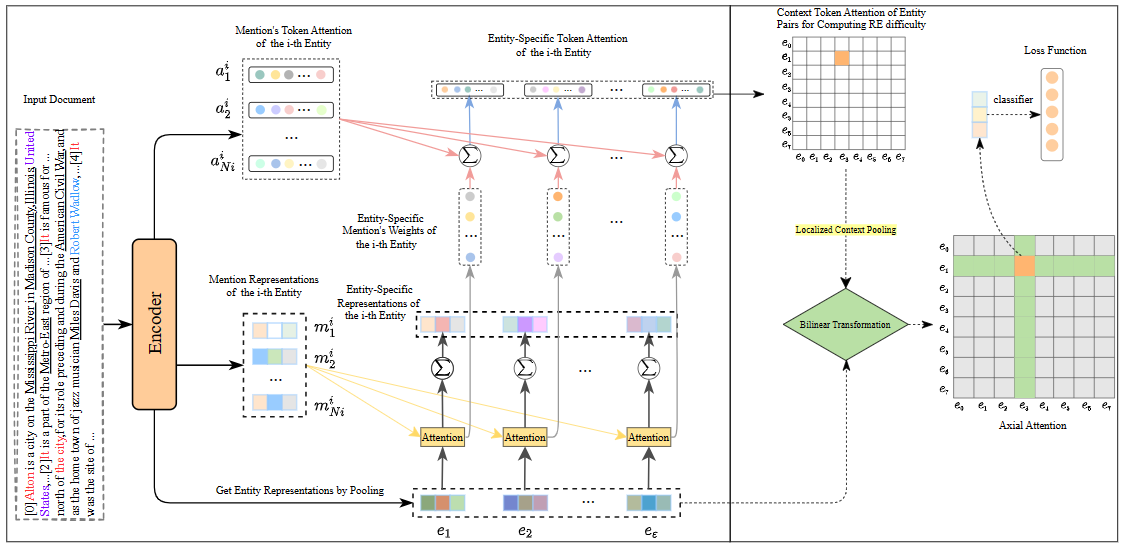 Input Document
[0] Alton is a city on the Mississippi River in Madison County, Illinois, United
States,...[2]It is a part of the Metro-East region of ...[3]It is famous for ...
north of the city,for its role preceding and during the American Civil War, and
as the home town of jazz musician Miles Davis and Robert Wadlow,...[4]It
was the site of ...
Encoder
Mention's Token Attention
of the i-th Entity
a_1^i
a_2^i
...
a_{Ni}^i
Mention Representations
of the i-th Entity
m_1^i
m_2^i
...
m_{Ni}^i
Get Entity Representations by Pooling
Entity-Specific Token Attention
of the i-th Entity
... ... ... ...
∑ ∑ ... ∑
Entity-Specific
Mention's Weights of
the i-th Entity
... ... ... ...
Entity-Specific
Representations of
the i-th Entity
∑ ∑ ... ∑
Attention Attention Attention
...
e_1 e_2 e_ε
Context Token Attention of Entity
Pairs for Computing RE difficulty
e_0
e_1
e_2
e_3
e_4
e_5
e_6
e_7
e_0 e_1 e_2 e_3 e_4 e_5 e_6 e_7
Localized Context Pooling
Bilinear Transformation
Loss Function
classifier
e_0
e_1
e_2
e_3
e_4
e_5
e_6
e_7
e_0 e_1 e_2 e_3 e_4 e_5 e_6 e_7
Axial Attention